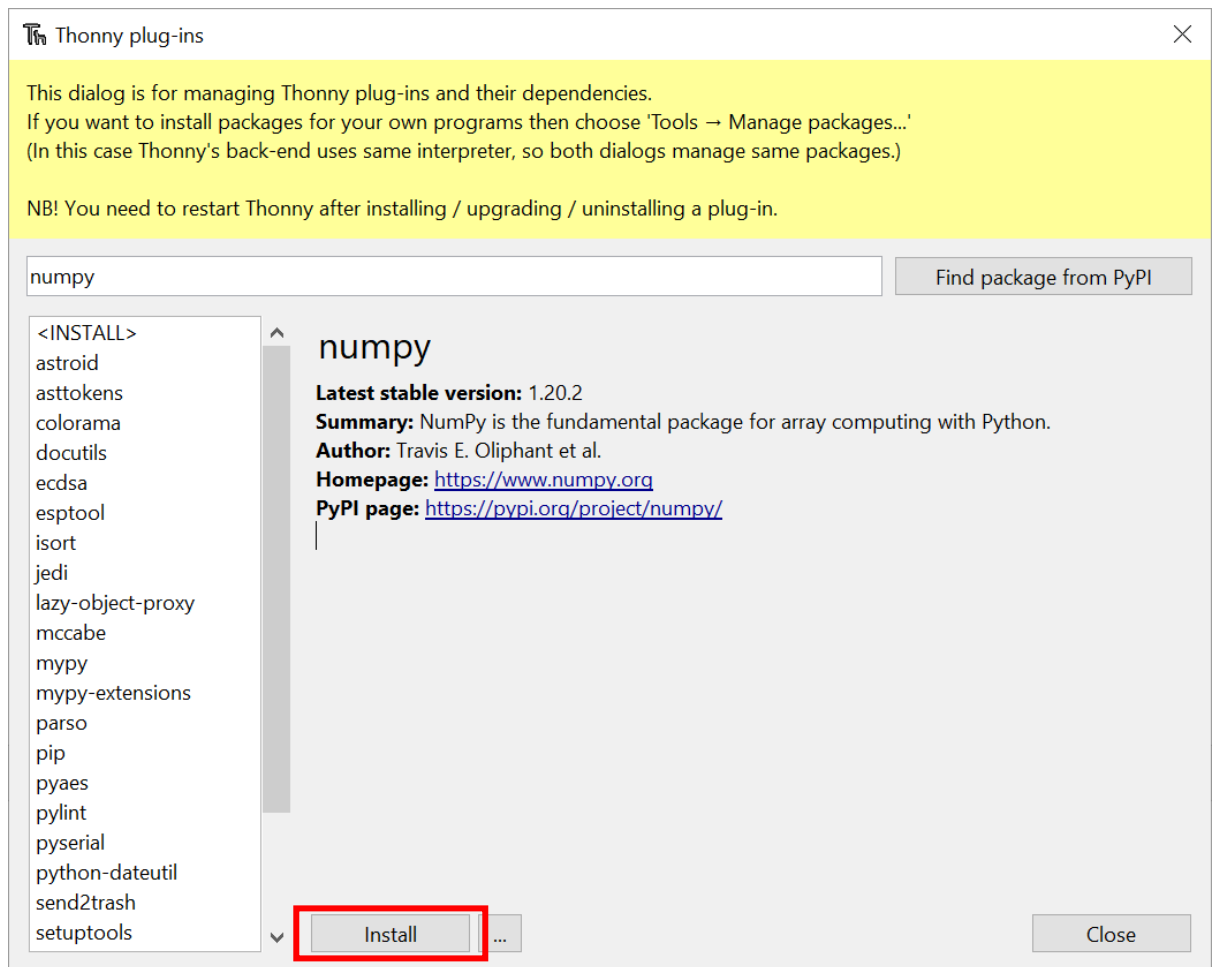 Thonny plug-ins
This dialog is for managing Thonny plug-ins and their dependencies.
If you want to install packages for your own programs then choose 'Tools → Manage packages...'
(In this case Thonny's back-end uses same interpreter, so both dialogs manage same packages.)
NB! You need to restart Thonny after installing / upgrading / uninstalling a plug-in.
numpy
Find package from PyPI
<INSTALL>
astroid
asttokens
colorama
docutils
ecdsa
esptool
isort
jedi
lazy-object-proxy
mccabe
mypy
mypy-extensions
parso
pip
pyaes
pylint
pyserial
python-dateutil
send2trash
setuptools
numpy
Latest stable version: 1.20.2
Summary: NumPy is the fundamental package for array computing with Python.
Author: Travis E. Oliphant et al.
Homepage: https://www.numpy.org
PyPI page: https://pypi.org/project/numpy/
Install
...
Close